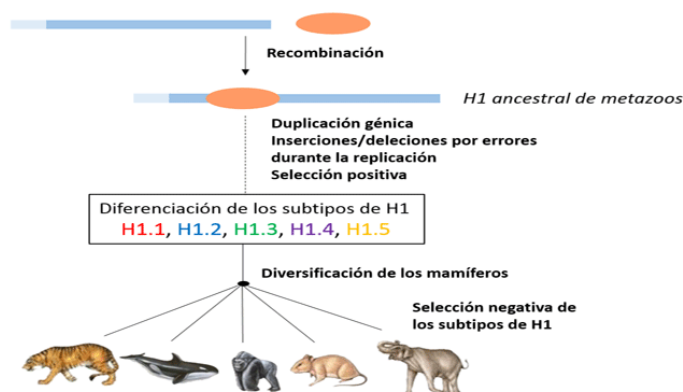 Recombinación
H1 ancestral de metazoos
Duplicación génica
Inserciones/deleciones por errores
durante la replicación
Selección positiva
Diferenciación de los subtipos de H1
H1.1, H1.2, H1.3, H1.4, H1.5
Diversificación de los mamíferos
Selección negativa de
los subtipos de H1